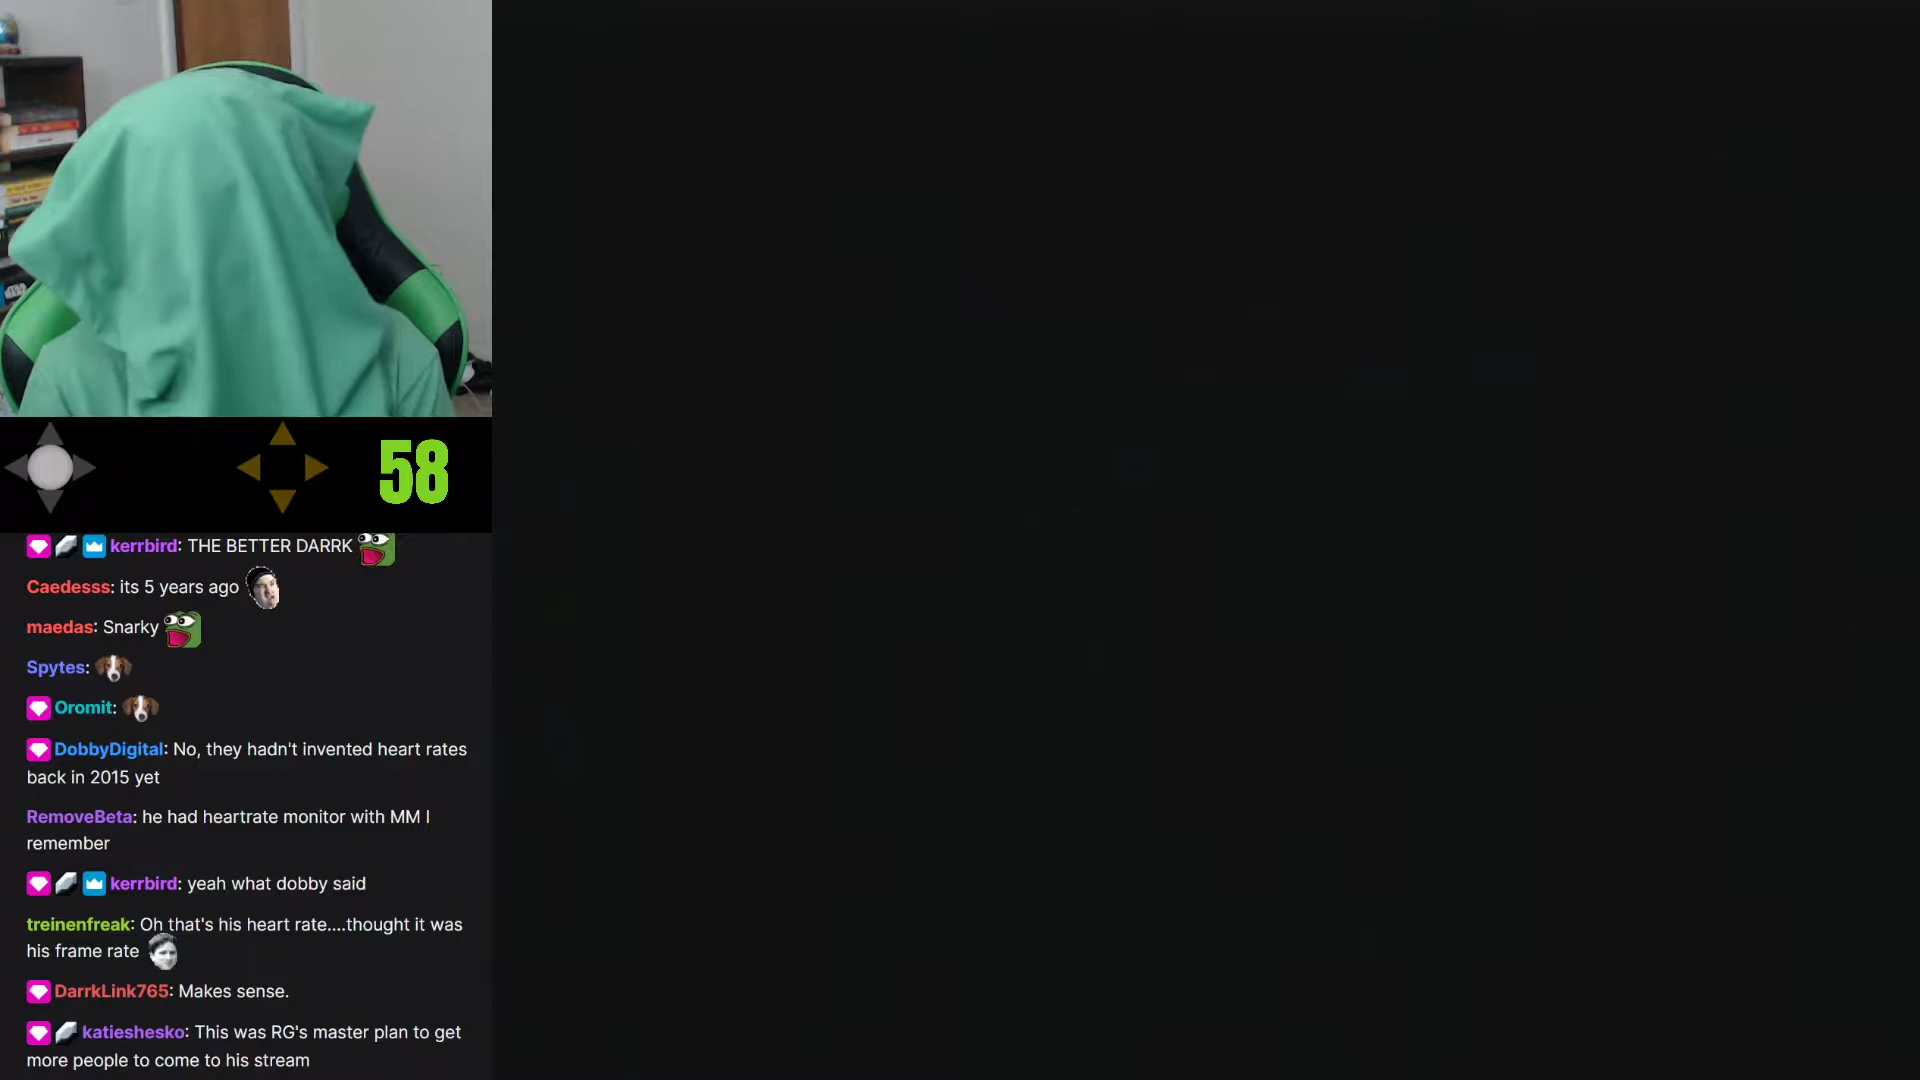 58
kerrbird: THE BETTER DARRK
Caedesss: its 5 years ago
maedas: Snarky
Spytes:
Oromit:
DobbyDigital: No, they hadn't invented heart rates
back in 2015 yet
RemoveBeta: he had heartrate monitor with MM I
remember
kerrbird: yeah what dobby said
treinenfreak: Oh that's his heart rate....thought it was
his frame rate
DarrkLink765: Makes sense.
katieshesko: This was RG's master plan to get
more people to come to his stream